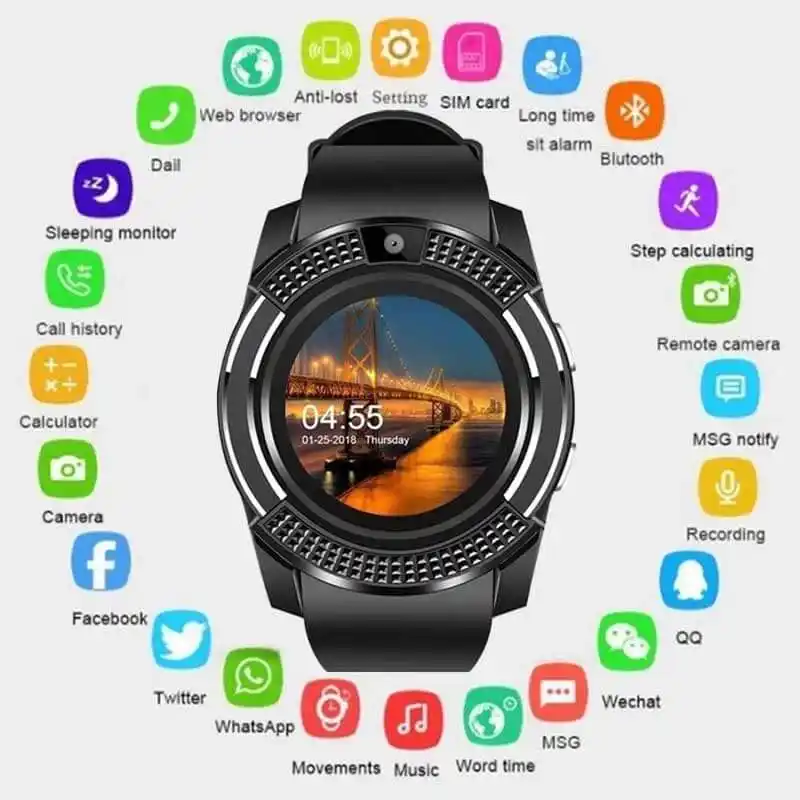 Anti-lost
Setting
SIM card
Web browser
Long time
sit alarm
Dail
Blutooth
zZ
Sleeping monitor
Step calculating
Call history
Remote camera
Calculator
MSG notify
04:55
01-25-2018 Thursday
Camera
Recording
Facebook
QQ
Twitter
Wechat
WhatsApp
MSG
Movements
Music
Word time